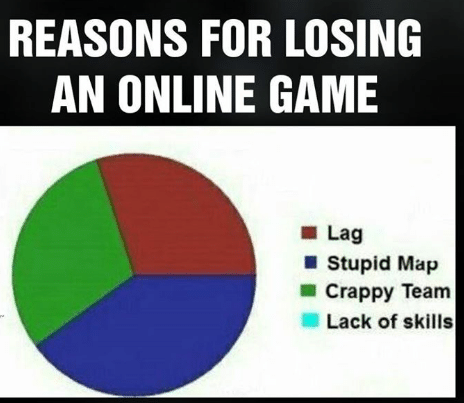 REASONS FOR LOSING
AN ONLINE GAME
Lag
Stupid Map
Crappy Team
Lack of skills